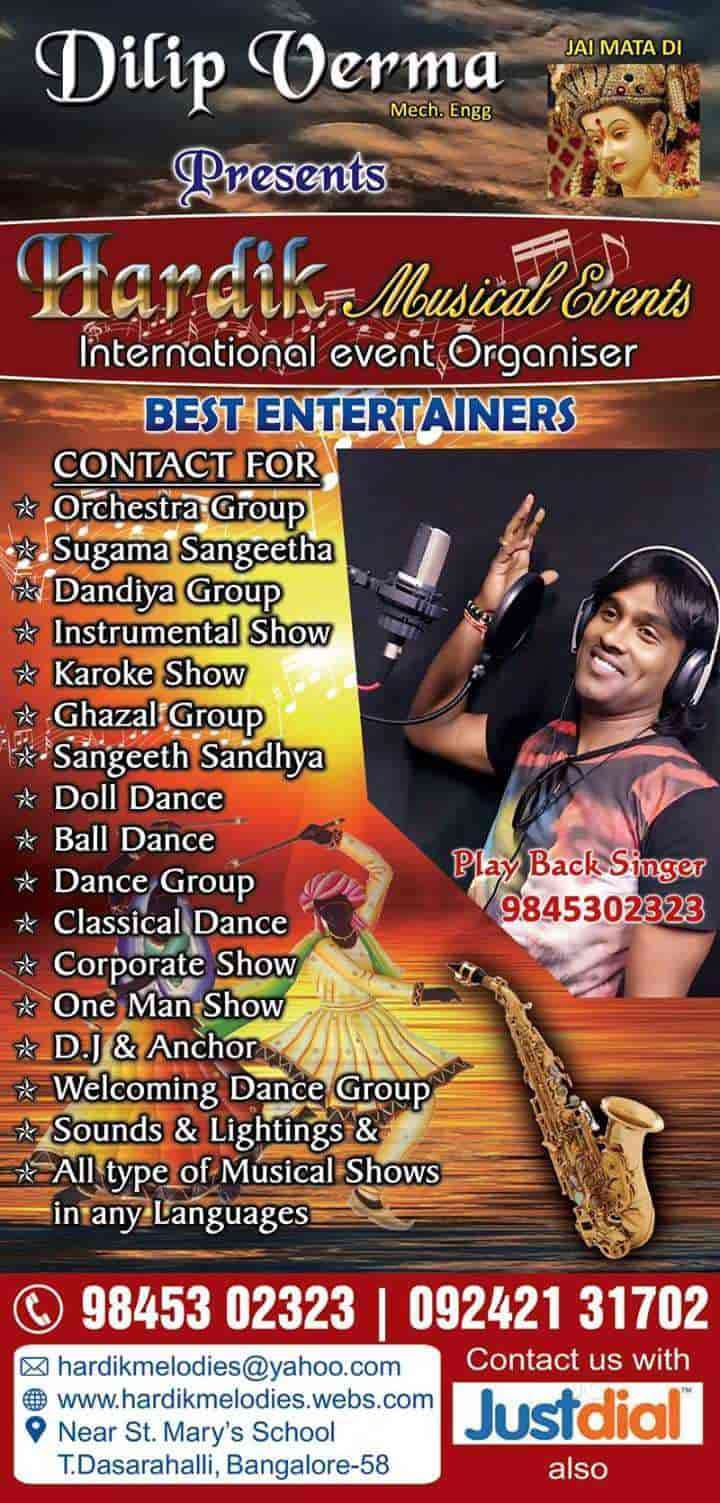 Dilip Verma
Mech. Engg
JAI MATA DI
Presents
Hardik Musical Events
International event Organiser
BEST ENTERTAINERS
CONTACT FOR
Orchestra Group
Sugama Sangeetha
Dandiya Group
Instrumental Show
Karoke Show
Ghazal Group
Sangeeth Sandhya
Doll Dance
Ball Dance
Dance Group
Classical Dance
Corporate Show
One Man Show
D.J & Anchor
Welcoming Dance Group
Sounds & Lightings &
All type of Musical Shows
in any Languages
Play Back Singer
9845302323
98453 02323 | 092421 31702
hardikmelodies@yahoo.com
www.hardikmelodies.webs.com
Near St. Mary's School
T.Dasarahalli, Bangalore-58
Contact us with
Justdial™
also